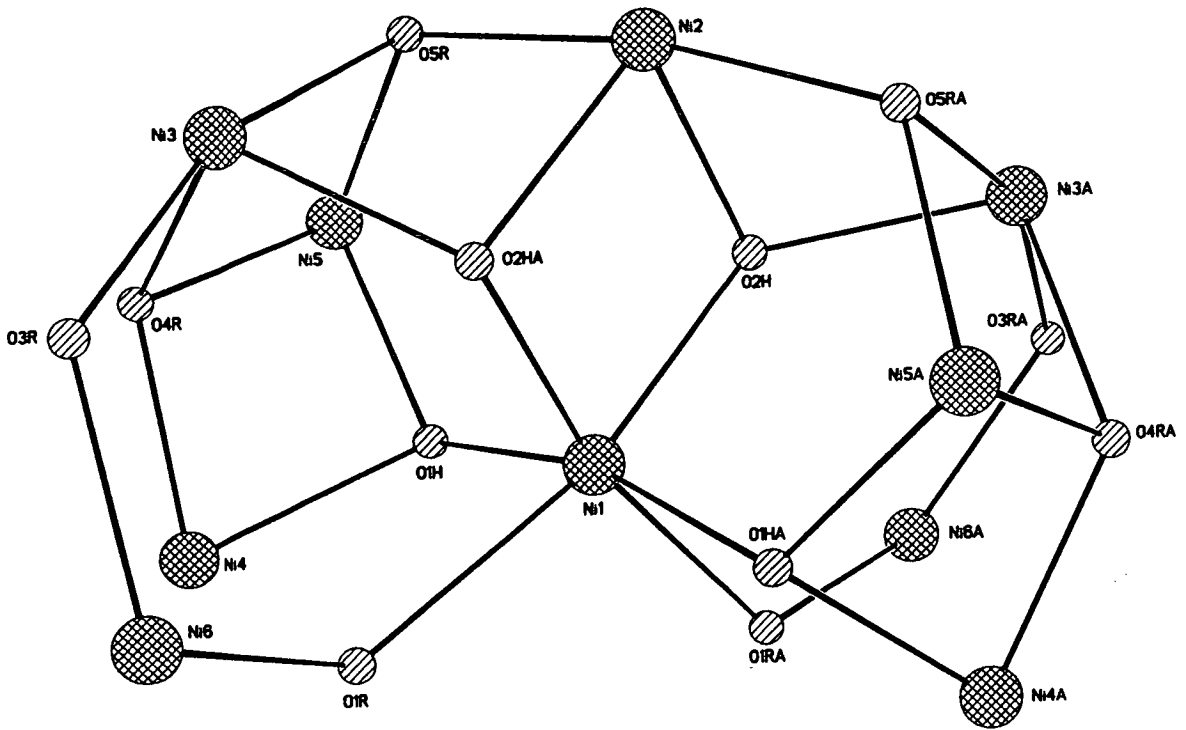 Ni2
O5R
O5RA
Ni3
Ni3A
Ni5
O2HA
O2H
O4R
O3RA
O3R
Ni5A
O4RA
O1H
Ni1
O1HA
Ni6A
Ni4
Ni6
O1RA
O1R
Ni4A